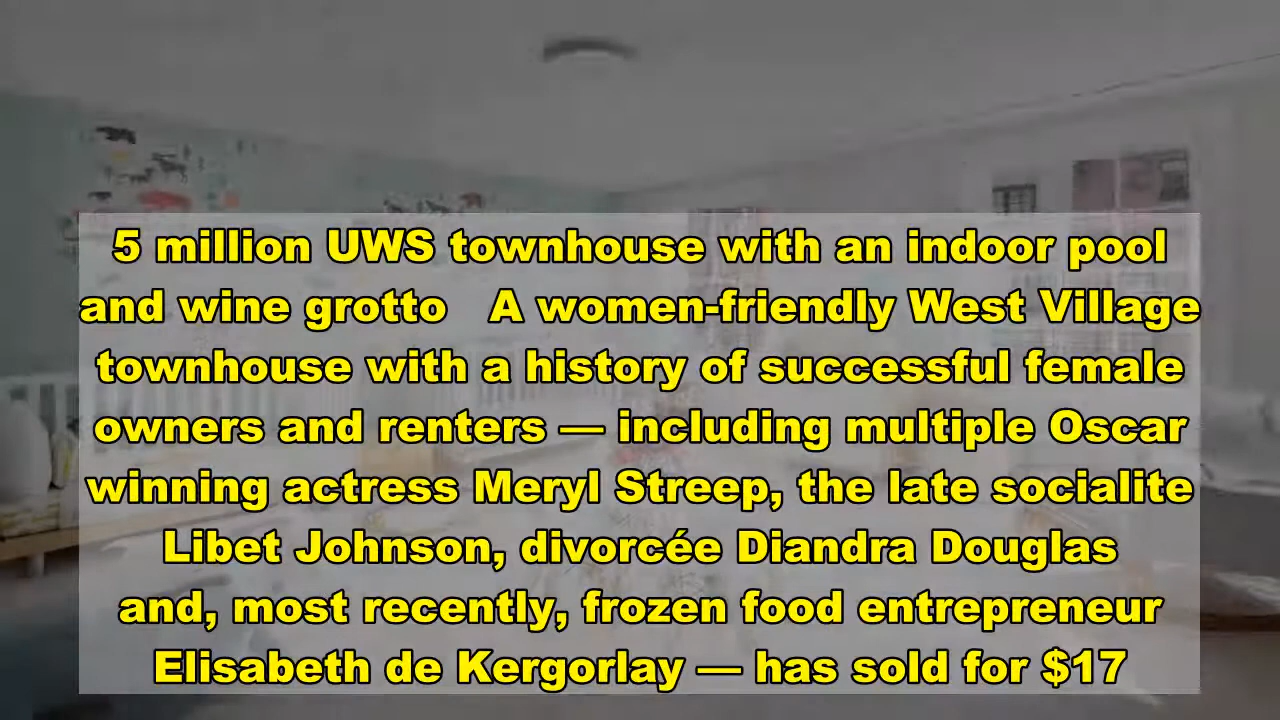 5 million UWS townhouse with an indoor pool
and wine grotto   A women-friendly West Village
townhouse with a history of successful female
owners and renters — including multiple Oscar
winning actress Meryl Streep, the late socialite
Libet Johnson, divorcée Diandra Douglas
and, most recently, frozen food entrepreneur
Elisabeth de Kergorlay — has sold for $17